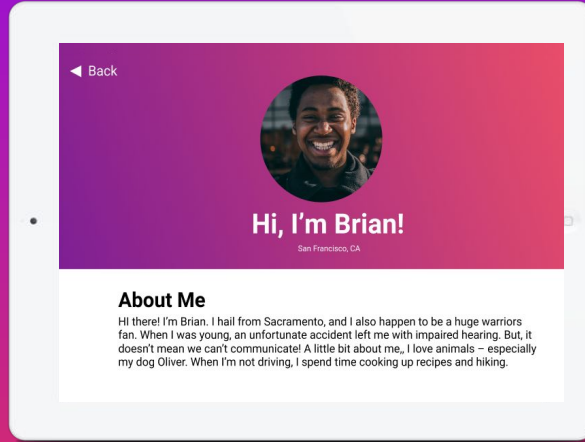 ◀ Back
Hi, I'm Brian!
San Francisco, CA
About Me
HI there! I'm Brian. I hail from Sacramento, and I also happen to be a huge warriors
fan. When I was young, an unfortunate accident left me with impaired hearing. But, it
doesn't mean we can't communicate! A little bit about me,, I love animals – especially
my dog Oliver. When I'm not driving, I spend time cooking up recipes and hiking.